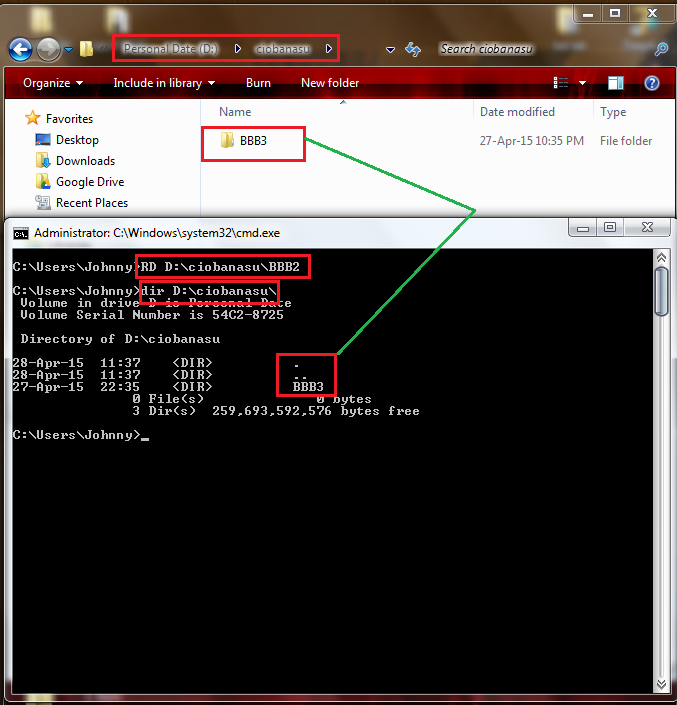 Personal Date (D:) ciobanasu Search ciobanasu
Organize Include in library Burn New folder
Favorites
Desktop
Downloads
Google Drive
Recent Places
Name Date modified Type
BBB3 27-Apr-15 10:35 PM File folder
Administrator: C:\Windows\system32\cmd.exe
C:\Users\Johnny>RD D:\ciobanasu\BBB2
C:\Users\Johnny>dir D:\ciobanasu\
Volume in drive D is Personal Date
Volume Serial Number is 54C2-8725
Directory of D:\ciobanasu
28-Apr-15 11:37 <DIR> .
28-Apr-15 11:37 <DIR> ..
27-Apr-15 22:35 <DIR> BBB3
0 File(s) 0 bytes
3 Dir(s) 259,693,592,576 bytes free
C:\Users\Johnny>_